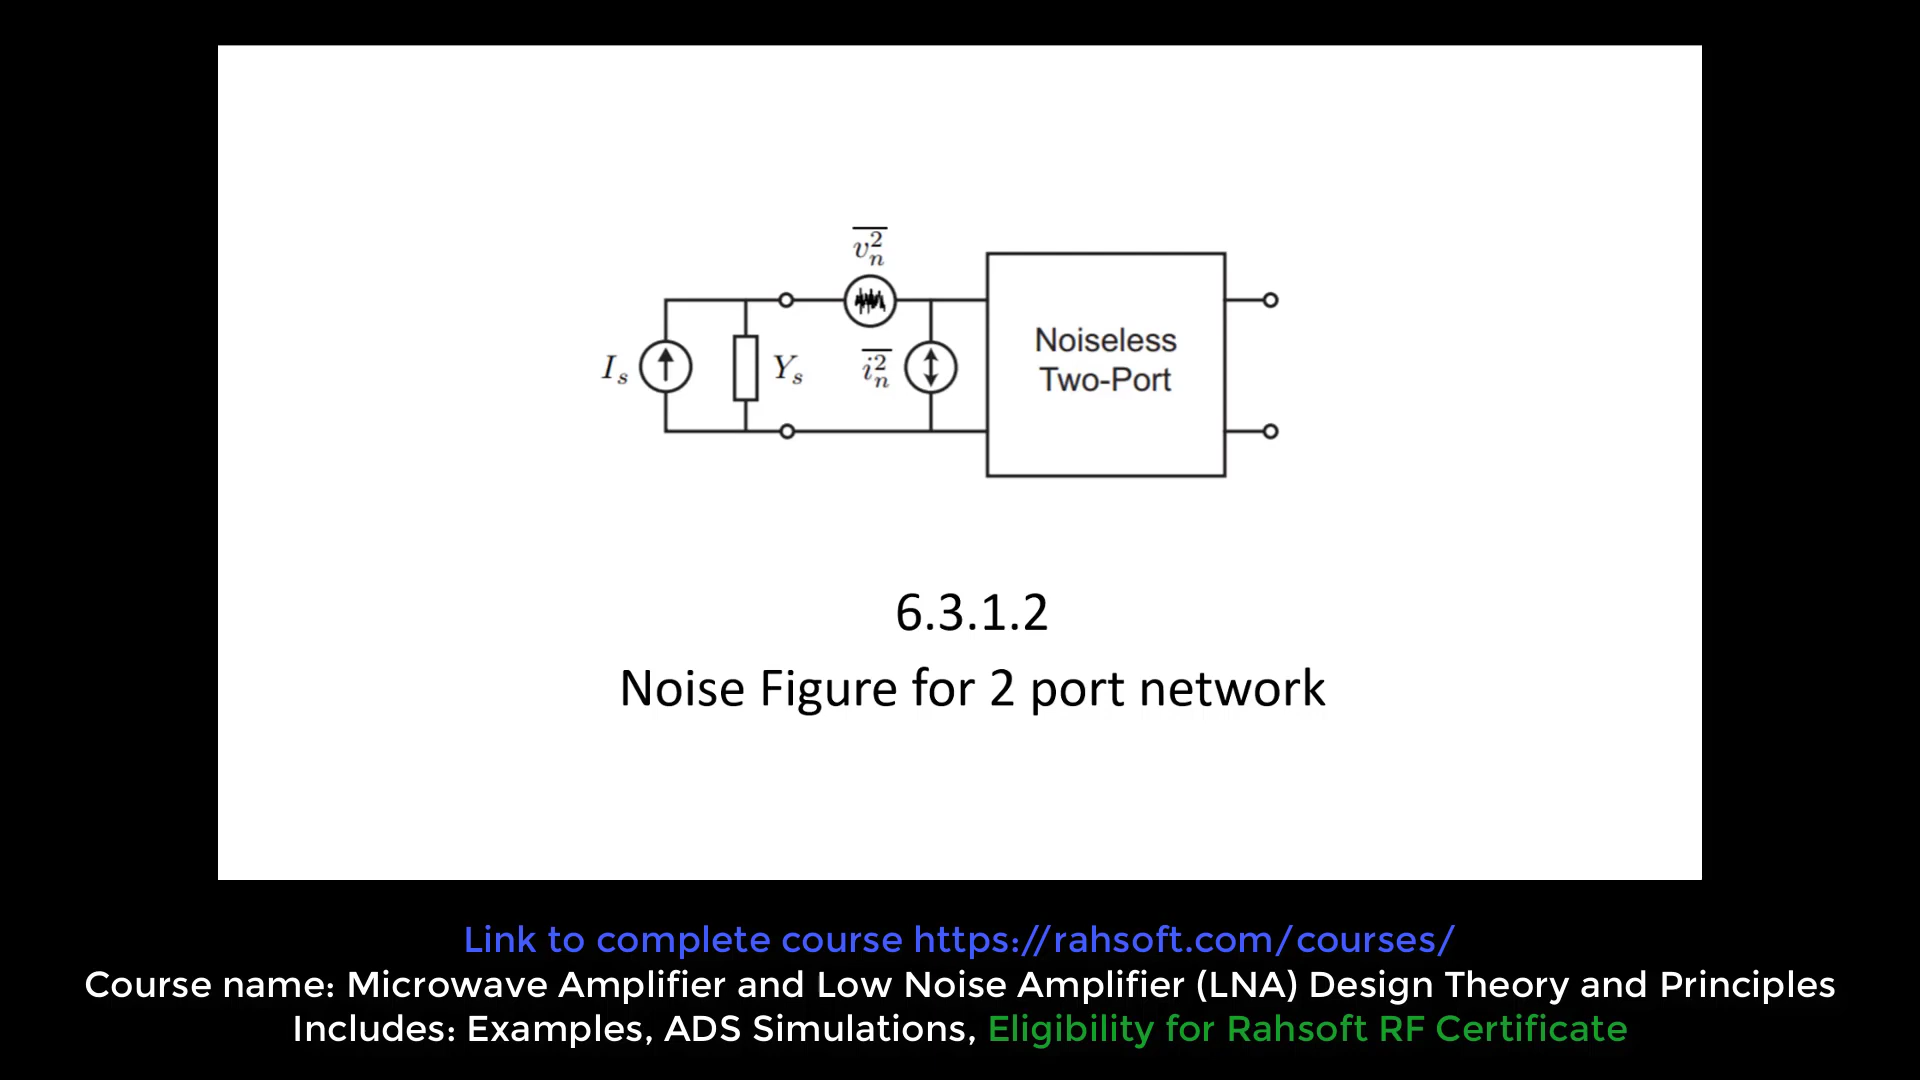 $\overline{v_n^2}$
$I_s$ $Y_s$ $\overline{i_n^2}$
Noiseless
Two-Port
6.3.1.2
Noise Figure for 2 port network
Link to complete course https://rahsoft.com/courses/
Course name: Microwave Amplifier and Low Noise Amplifier (LNA) Design Theory and Principles
Includes: Examples, ADS Simulations, Eligibility for Rahsoft RF Certificate